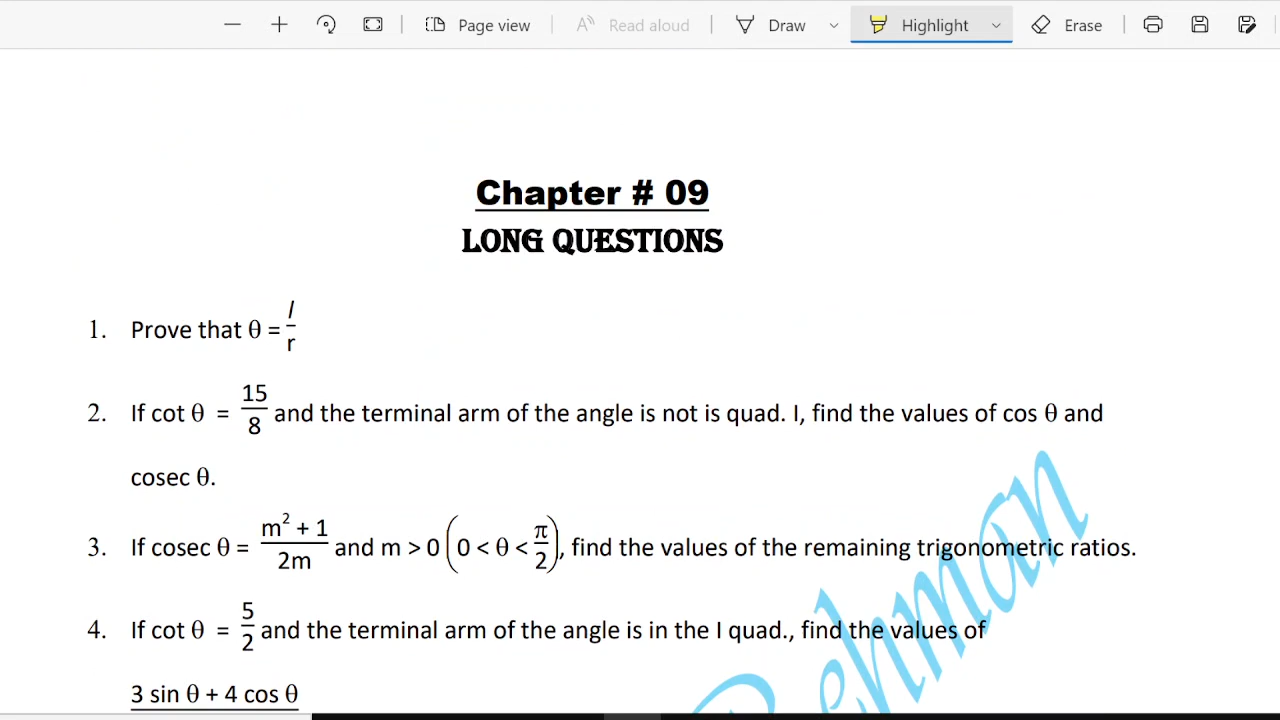 Page view
Read aloud
Draw
Highlight
Erase
Chapter # 09
LONG QUESTIONS
1. Prove that θ = l/r
2. If cot θ = 15/8 and the terminal arm of the angle is not is quad. I, find the values of cos θ and
cosec θ.
3. If cosec θ = m² + 1/2m and m > 0 (0 < θ < π/2), find the values of the remaining trigonometric ratios.
4. If cot θ = 5/2 and the terminal arm of the angle is in the I quad., find the values of
3 sin θ + 4 cos θ
Rehman